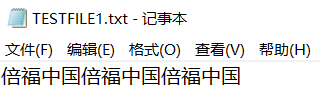 TESTFILE1.txt - 记事本
文件(F) 编辑(E) 格式(O) 查看(V) 帮助(H)
倍福中国倍福中国倍福中国